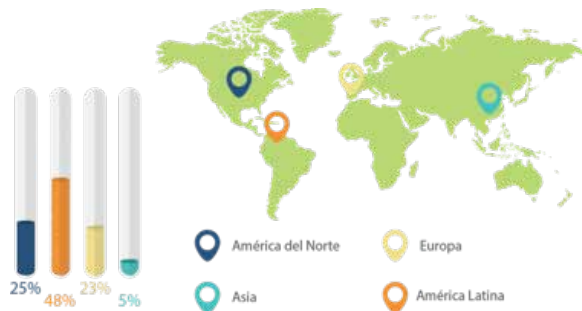 25%
48%
23%
5%
América del Norte
Europa
Asia
América Latina